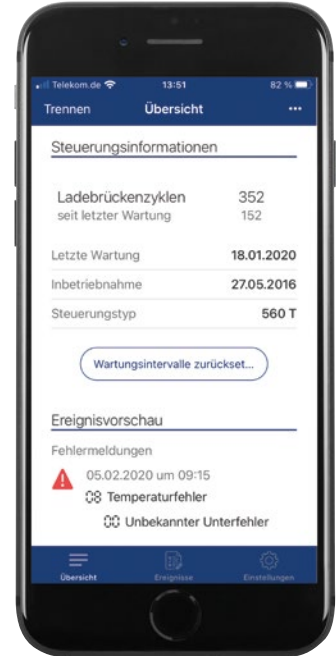 Telekom.de 13:51 82 %
Trennen Übersicht ...
Steuerungsinformationen
Ladebrückenzyklen 352
seit letzter Wartung 152
Letzte Wartung 18.01.2020
Inbetriebnahme 27.05.2016
Steuerungstyp 560 T
Wartungsintervalle zurückset...
Ereignisvorschau
Fehlermeldungen
05.02.2020 um 09:15
08 Temperaturfehler
00 Unbekannter Unterfehler
Übersicht Ereignisse Einstellungen